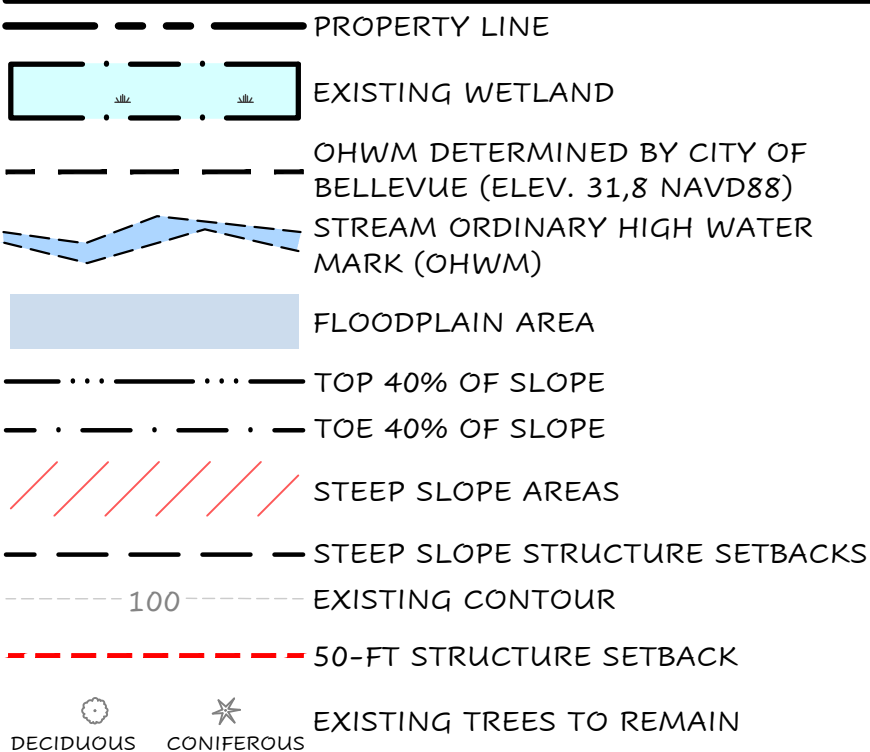 PROPERTY LINE
EXISTING WETLAND
OHWM DETERMINED BY CITY OF
BELLEVUE (ELEV. 31,8 NAVD88)
STREAM ORDINARY HIGH WATER
MARK (OHWM)
FLOODPLAIN AREA
TOP 40% OF SLOPE
TOE 40% OF SLOPE
STEEP SLOPE AREAS
STEEP SLOPE STRUCTURE SETBACKS
100 EXISTING CONTOUR
50-FT STRUCTURE SETBACK
EXISTING TREES TO REMAIN
DECIDUOUS CONIFEROUS